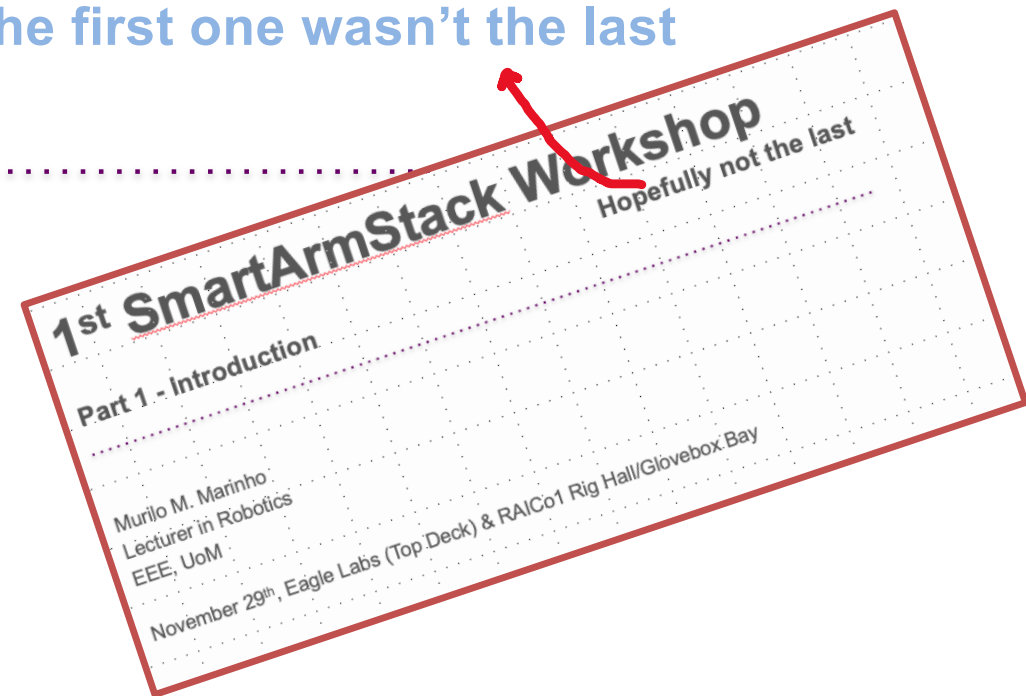 he first one wasn’t the last
1st SmartArmStack Workshop
Hopefully not the last
Part 1 - Introduction
Murilo M. Marinho
Lecturer in Robotics
EEE, UoM
November 29th, Eagle Labs (Top Deck) & RAICo1 Rig Hall/Glovebox Bay